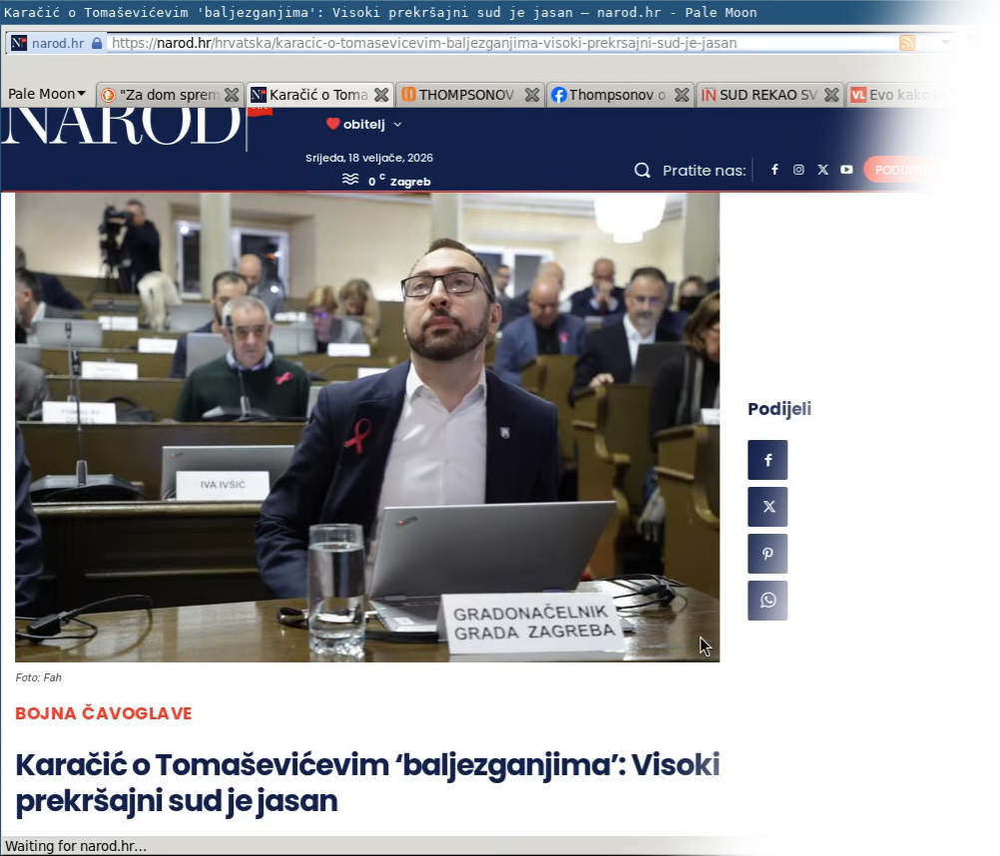 Karačić o Tomaševićevim 'baljezganjima': Visoki prekršajni sud je jasan – narod.hr - Pale Moon
narod.hr https://narod.hr/hrvatska/karacic-o-tomasevicevim-baljezganjima-visoki-prekrsajni-sud-je-jasan
Pale Moon "Za dom sprem Karačić o Toma THOMPSONOV Thompsonov o SUD REKAO SV Evo kako je
NAROD
obitelj
Srijeda, 18 veljače, 2026
0 C Zagreb
Pratite nas:
IVA IVŠIĆ
GRADONAČELNIK
GRADA ZAGREBA
Podijeli
Foto: Fah
BOJNA ČAVOGLAVE
Karačić o Tomaševićevim ‘baljezganjima’: Visoki
prekršajni sud je jasan
Waiting for narod.hr...